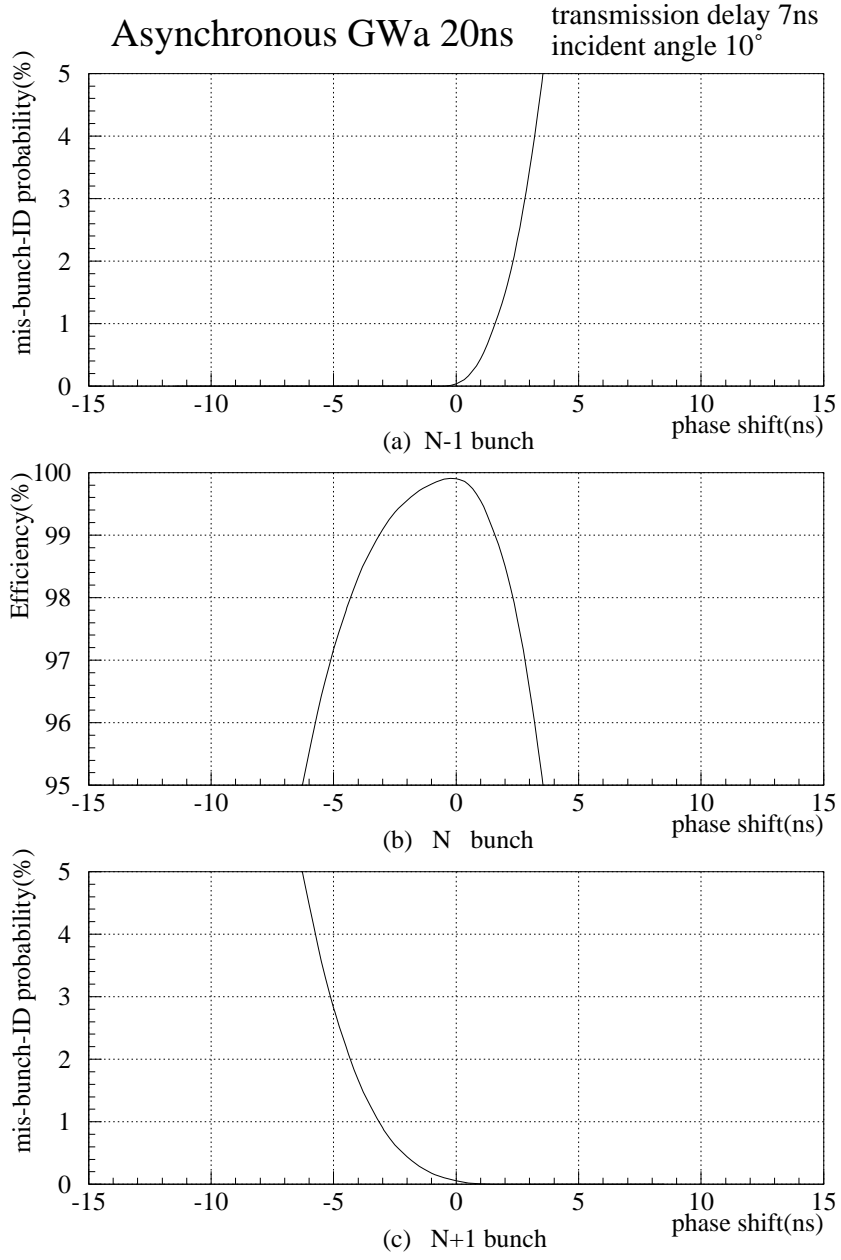 Asynchronous GWa 20ns
transmission delay 7ns
incident angle 10°
mis-bunch-ID probability(%)
5
4
3
2
1
0
-15 -10 -5 0 5 10 15
phase shift(ns)
(a) N-1 bunch
Efficiency(%)
100
99
98
97
96
95
-15 -10 -5 0 5 10 15
phase shift(ns)
(b) N bunch
mis-bunch-ID probability(%)
5
4
3
2
1
0
-15 -10 -5 0 5 10 15
phase shift(ns)
(c) N+1 bunch